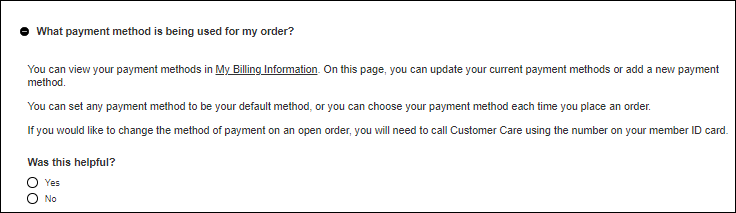 What payment method is being used for my order?
You can view your payment methods in My Billing Information. On this page, you can update your current payment methods or add a new payment
method.
You can set any payment method to be your default method, or you can choose your payment method each time you place an order.
If you would like to change the method of payment on an open order, you will need to call Customer Care using the number on your member ID card.
Was this helpful?
Yes
No